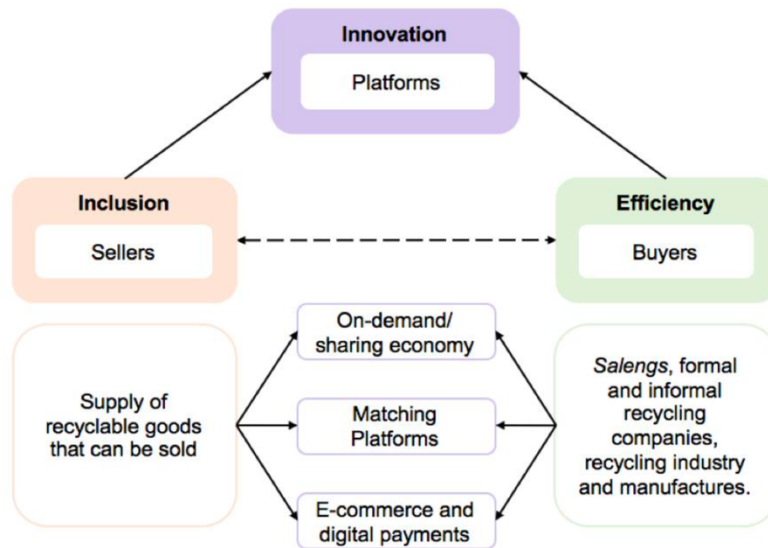 Innovation
Platforms
Inclusion
Sellers
Efficiency
Buyers
Supply of
recyclable goods
that can be sold
On-demand/
sharing economy
Matching
Platforms
E-commerce and
digital payments
Salengs, formal
and informal
recycling
companies,
recycling industry
and manufactures.